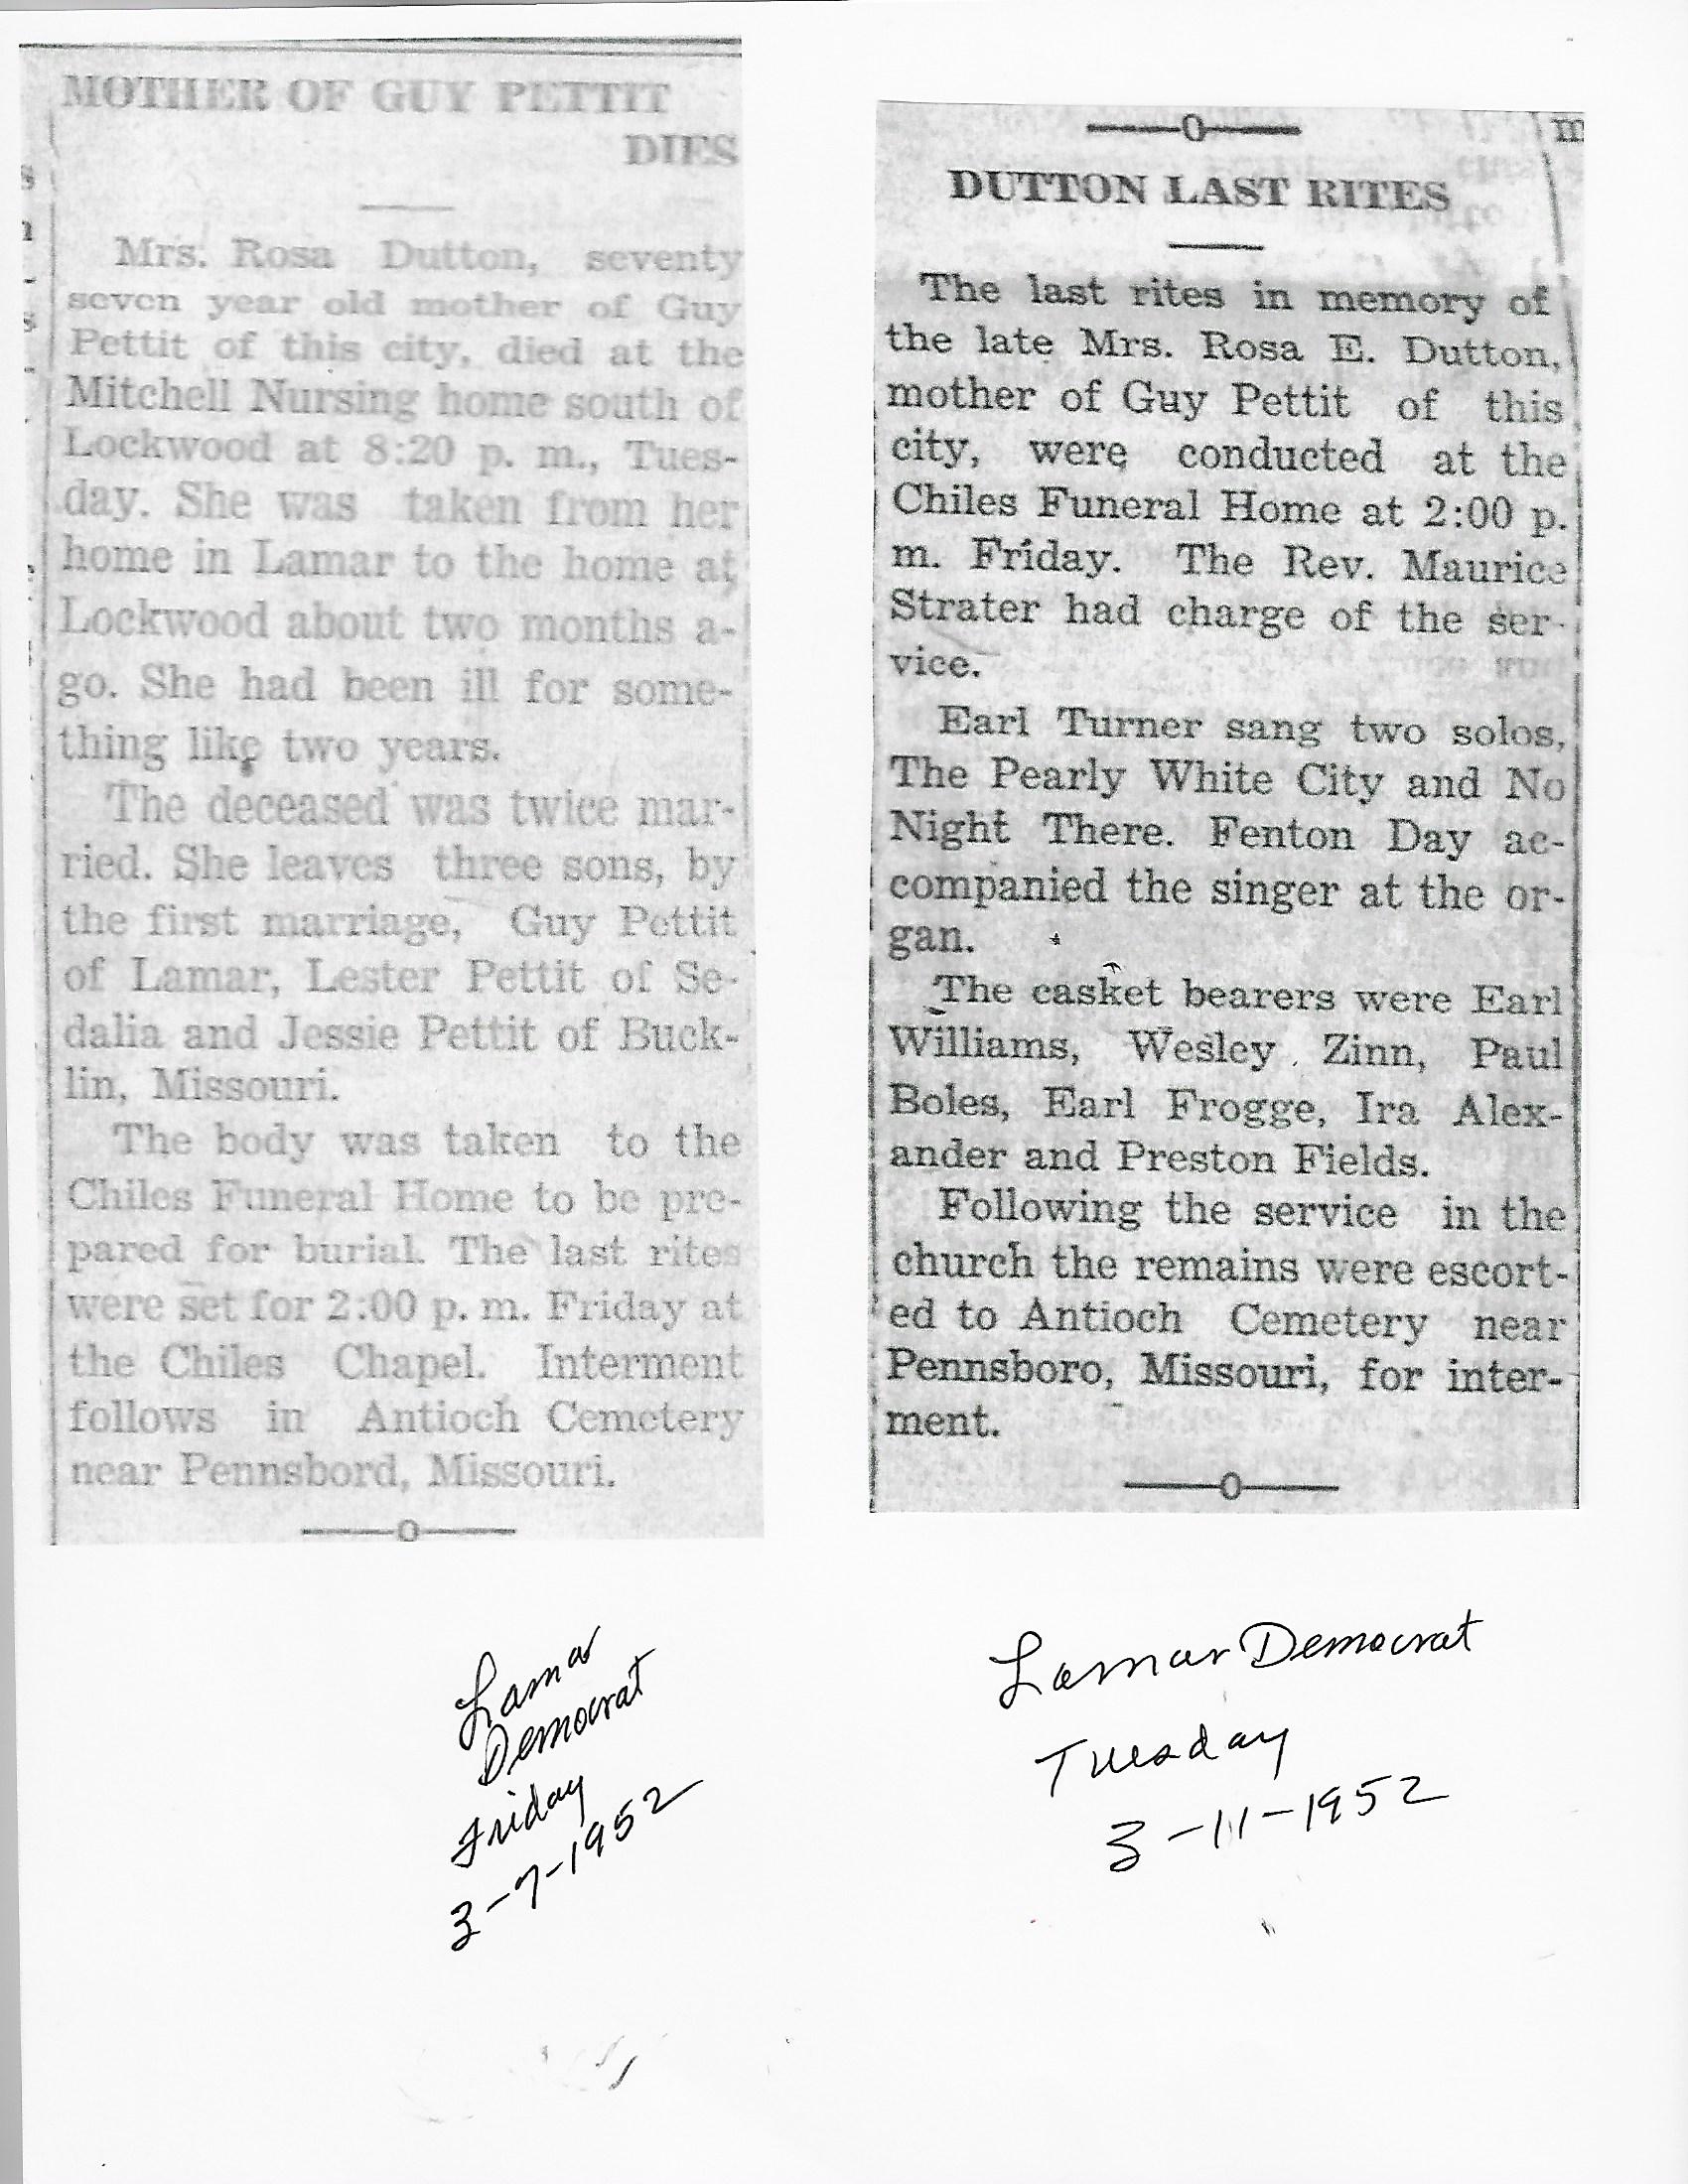 MOTHER OF GUY PETTIT
DIES
Mrs. Rosa Dutton, seventy
seven year old mother of Guy
Pettit of this city, died at the
Mitchell Nursing home south of
Lockwood at 8:20 p. m., Tues-
day. She was taken from her
home in Lamar to the home at
Lockwood about two months a-
go. She had been ill for some-
thing like two years.
The deceased was twice mar-
ried. She leaves three sons, by
the first marriage, Guy Pettit
of Lamar, Lester Pettit of Se-
dalia and Jessie Pettit of Buck-
lin, Missouri.
The body was taken to the
Chiles Funeral Home to be pre-
pared for burial. The last rites
were set for 2:00 p. m. Friday at
the Chiles Chapel. Interment
follows in Antioch Cemetery
near Pennsbord, Missouri.
Lamar
Democrat
Friday
3-7-1952
DUTTON LAST RITES
The last rites in memory of
the late Mrs. Rosa E. Dutton,
mother of Guy Pettit of this
city, were conducted at the
Chiles Funeral Home at 2:00 p.
m. Friday. The Rev. Maurice
Strater had charge of the ser-
vice.
Earl Turner sang two solos,
The Pearly White City and No
Night There. Fenton Day ac-
companied the singer at the or-
gan.
The casket bearers were Earl
Williams, Wesley Zinn, Paul
Boles, Earl Frogge, Ira Alex-
ander and Preston Fields.
Following the service in the
church the remains were escort-
ed to Antioch Cemetery near
Pennsboro, Missouri, for inter-
ment.
Lamar Democrat
Tuesday
3-11-1952